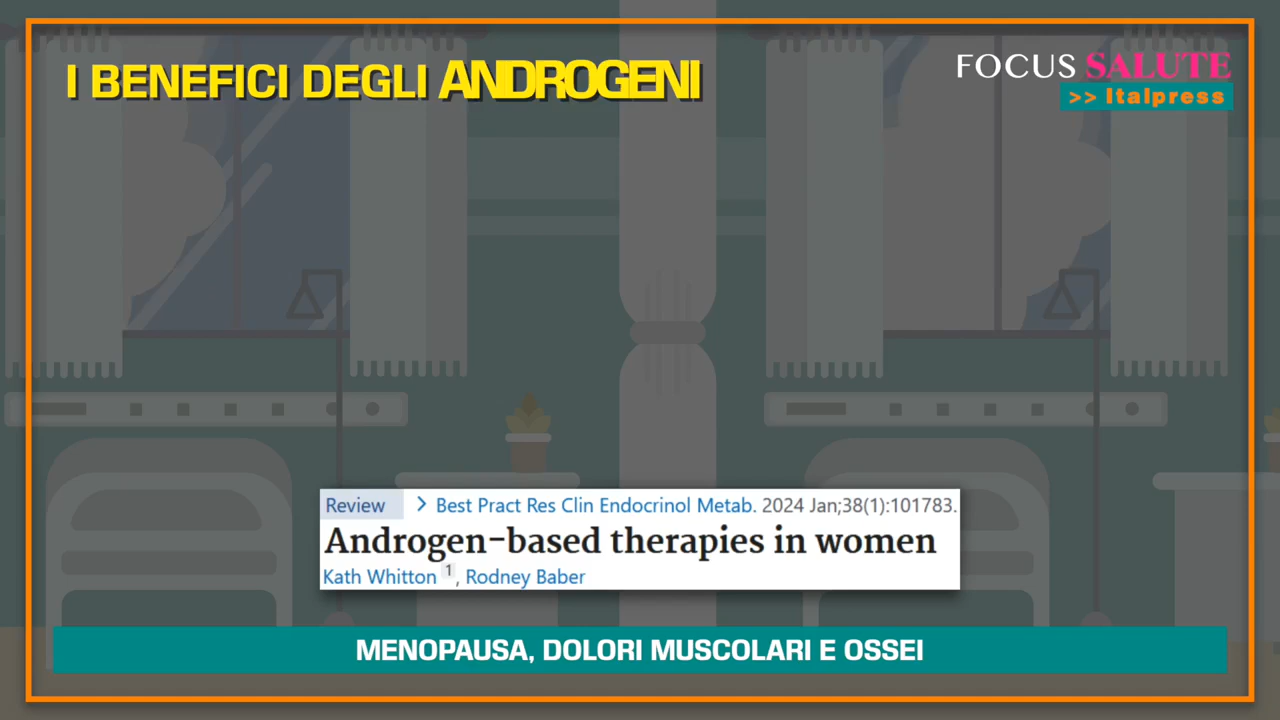 I BENEFICI DEGLI ANDROGENI
FOCUS SALUTE
>> Italpress
Review > Best Pract Res Clin Endocrinol Metab. 2024 Jan;38(1):101783.
Androgen-based therapies in women
Kath Whitton 1, Rodney Baber
MENOPAUSA, DOLORI MUSCOLARI E OSSEI